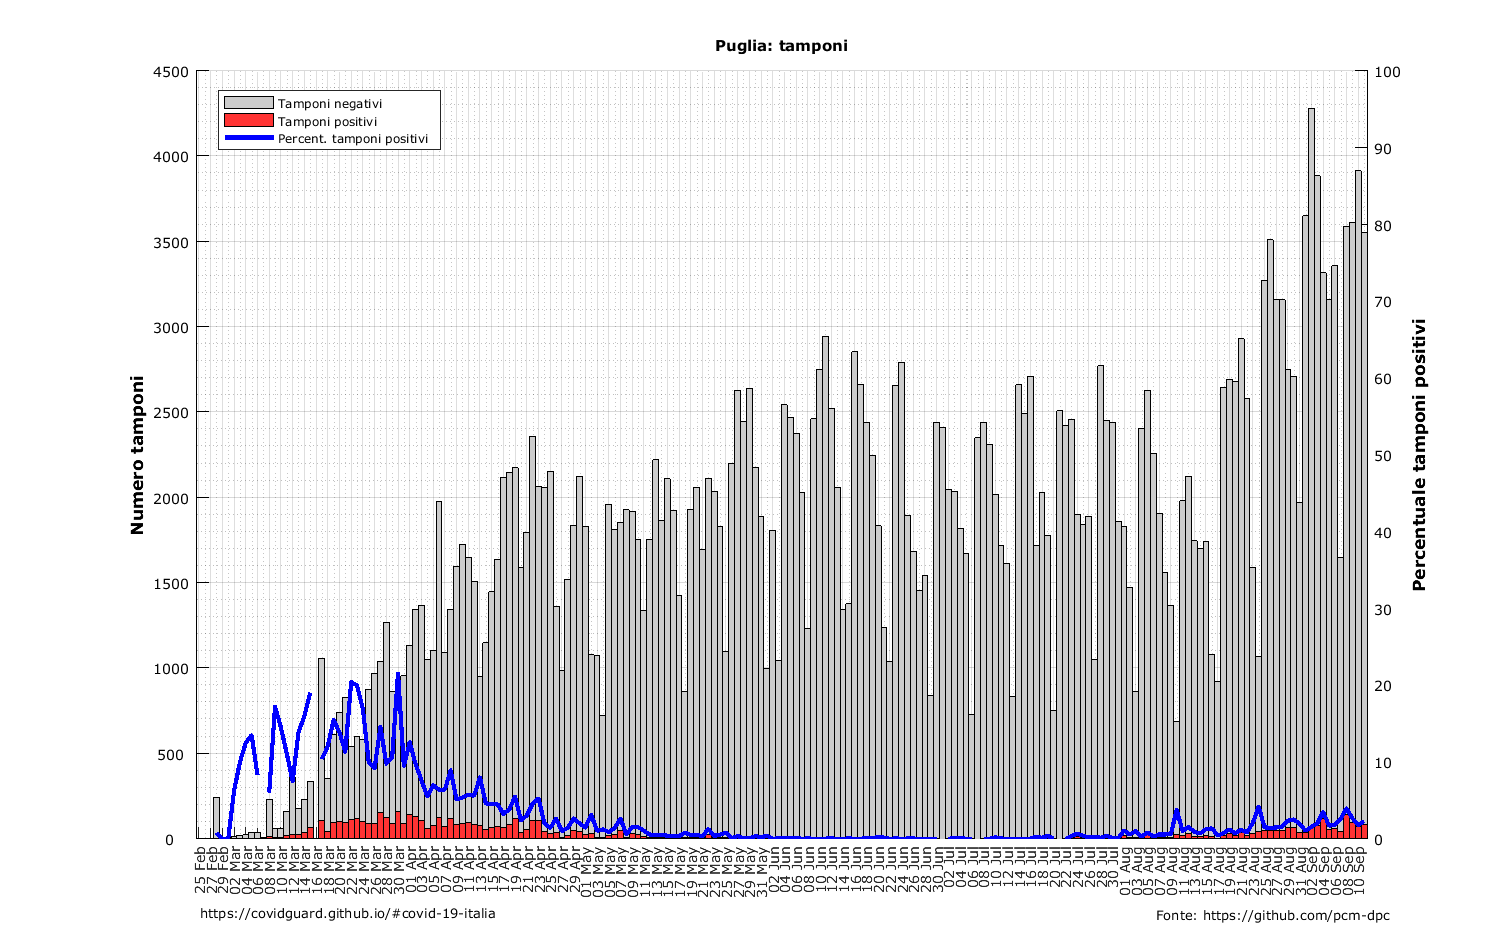 Puglia: tamponi
Tamponi negativi
Tamponi positivi
Percent. tamponi positivi
Numero tamponi
4500
4000
3500
3000
2500
2000
1500
1000
500
0
Percentuale tamponi positivi
100
90
80
70
60
50
40
30
20
10
0
25 Feb
27 Feb
29 Feb
02 Mar
04 Mar
06 Mar
08 Mar
10 Mar
12 Mar
14 Mar
16 Mar
18 Mar
20 Mar
22 Mar
24 Mar
26 Mar
28 Mar
30 Mar
01 Apr
03 Apr
05 Apr
07 Apr
09 Apr
11 Apr
13 Apr
15 Apr
17 Apr
19 Apr
21 Apr
23 Apr
25 Apr
27 Apr
29 Apr
01 May
03 May
05 May
07 May
09 May
11 May
13 May
15 May
17 May
19 May
21 May
23 May
25 May
27 May
29 May
31 May
02 Jun
04 Jun
06 Jun
08 Jun
10 Jun
12 Jun
14 Jun
16 Jun
18 Jun
20 Jun
22 Jun
24 Jun
26 Jun
28 Jun
30 Jun
02 Jul
04 Jul
06 Jul
08 Jul
10 Jul
12 Jul
14 Jul
16 Jul
18 Jul
20 Jul
22 Jul
24 Jul
26 Jul
28 Jul
30 Jul
01 Aug
03 Aug
05 Aug
07 Aug
09 Aug
11 Aug
13 Aug
15 Aug
17 Aug
19 Aug
21 Aug
23 Aug
25 Aug
27 Aug
29 Aug
31 Aug
02 Sep
04 Sep
06 Sep
08 Sep
10 Sep
https://covidguard.github.io/#covid-19-italia
Fonte: https://github.com/pcm-dpc